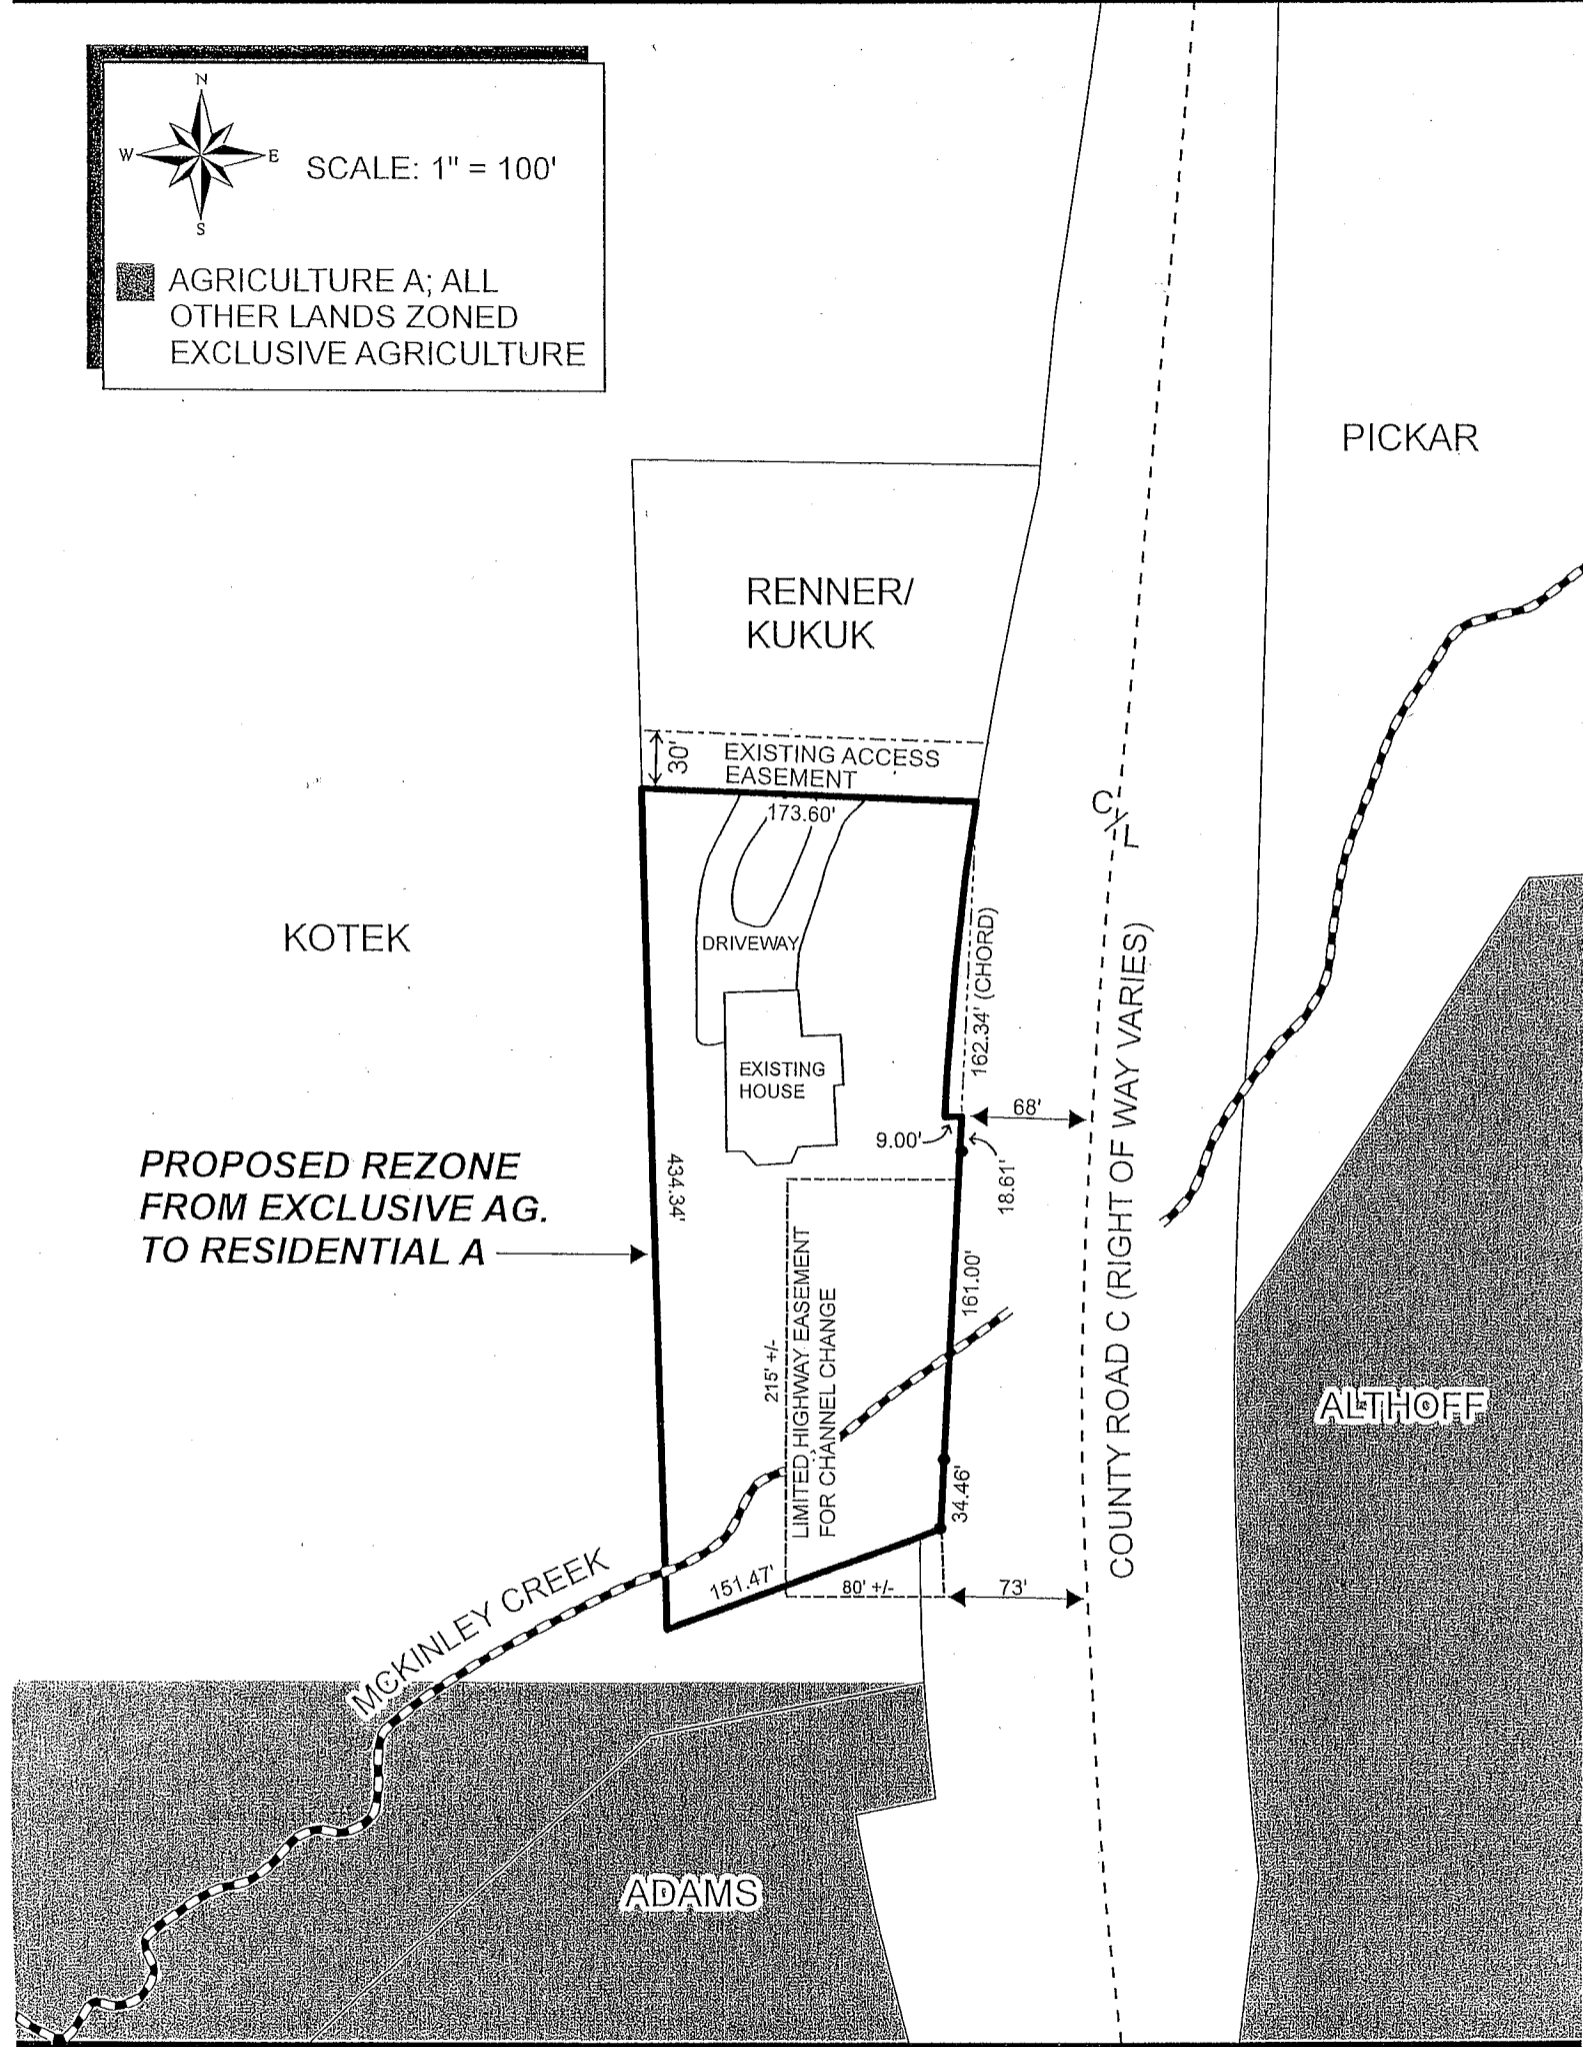 N
W
E
S
SCALE: 1" = 100'
AGRICULTURE A; ALL
OTHER LANDS ZONED
EXCLUSIVE AGRICULTURE
PICKAR
RENNER/
KUKUK
30'
EXISTING ACCESS
EASEMENT
173.60'
C
L
KOTEK
DRIVEWAY
162.34' (CHORD)
COUNTY ROAD C (RIGHT OF WAY VARIES)
EXISTING
HOUSE
68'
9.00'
18.61'
PROPOSED REZONE
FROM EXCLUSIVE AG.
TO RESIDENTIAL A
434.34'
161.00'
215' +/-
LIMITED HIGHWAY EASEMENT
FOR CHANNEL CHANGE
ALTHOFF
34.46'
MCKINLEY CREEK
151.47'
80' +/-
73'
ADAMS